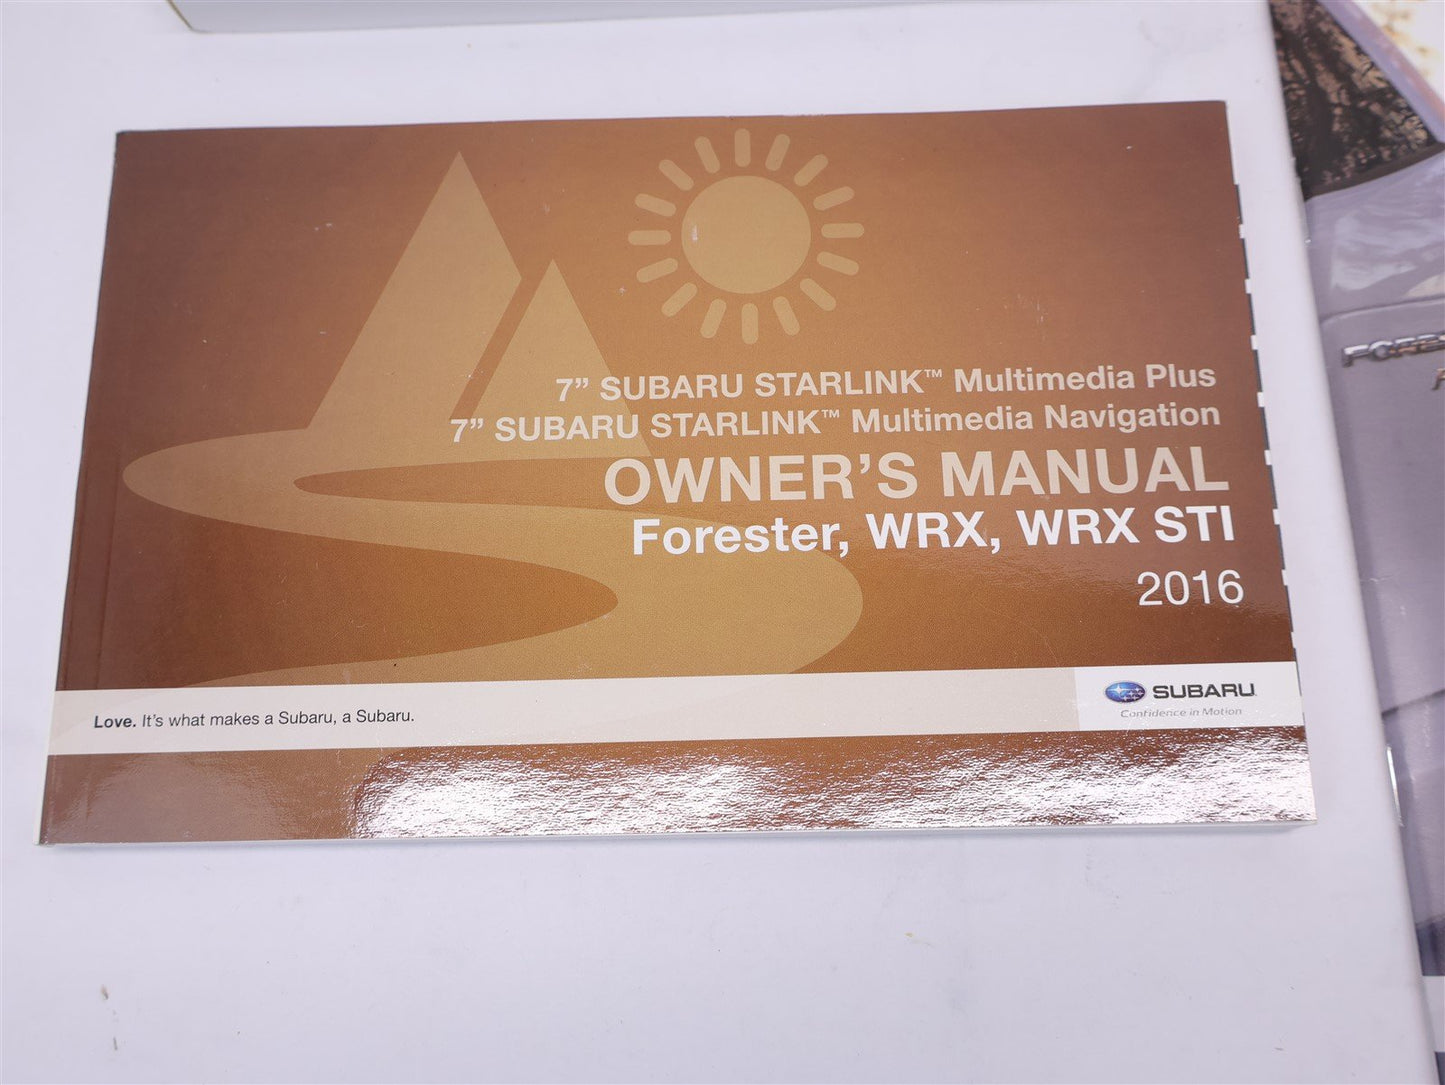 7” SUBARU STARLINK™ Multimedia Plus
7” SUBARU STARLINK™ Multimedia Navigation
OWNER’S MANUAL
Forester, WRX, WRX STI
2016
Love. It’s what makes a Subaru, a Subaru.
SUBARU
Confidence in Motion